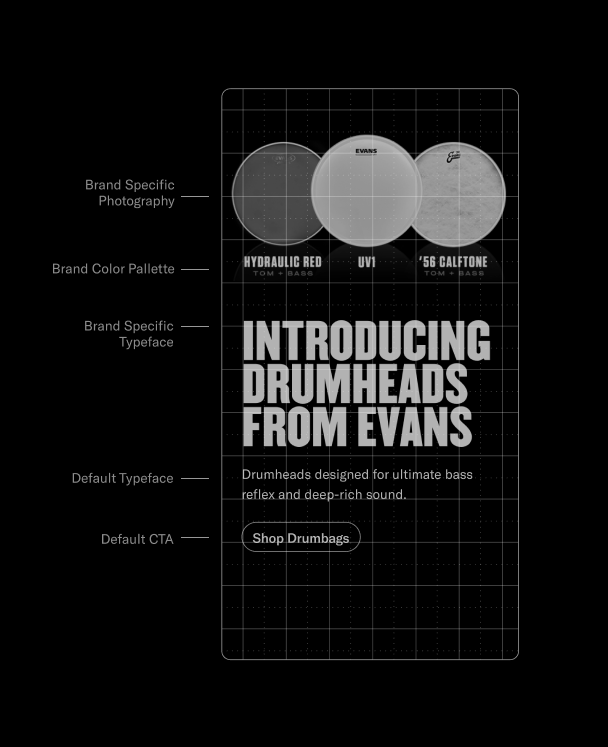 Brand Specific
Photography
EVANS
Evans
HYDRAULIC RED
TOM + BASS
UV1
'56 CALFTONE
TOM + BASS
Brand Color Pallette
Brand Specific
Typeface
INTRODUCING
DRUMHEADS
FROM EVANS
Default Typeface
Drumheads designed for ultimate bass
reflex and deep-rich sound.
Default CTA
Shop Drumbags